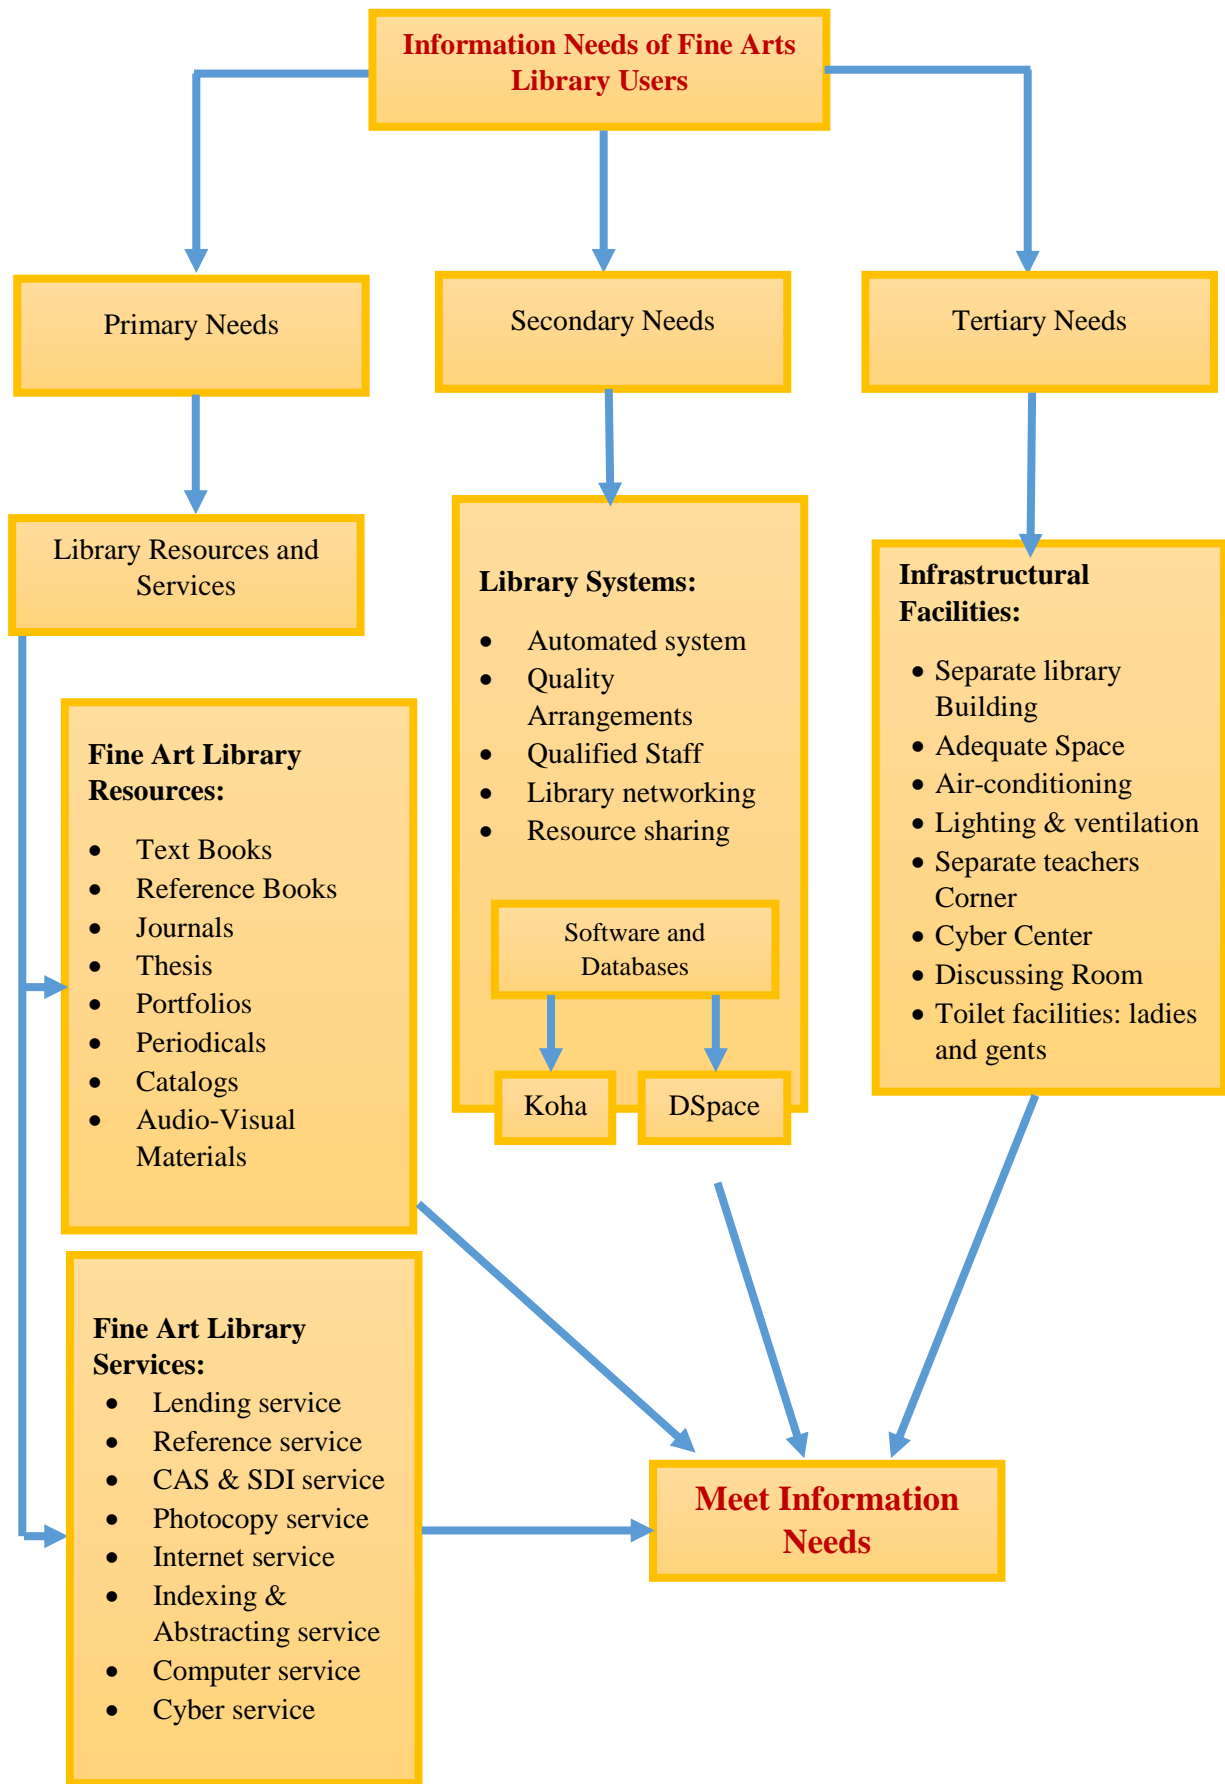 Information Needs of Fine Arts
Library Users
Primary Needs
Secondary Needs
Tertiary Needs
Library Resources and
Services
Fine Art Library
Resources:
• Text Books
• Reference Books
• Journals
• Thesis
• Portfolios
• Periodicals
• Catalogs
• Audio-Visual
Materials
Fine Art Library
Services:
• Lending service
• Reference service
• CAS & SDI service
• Photocopy service
• Internet service
• Indexing &
Abstracting service
• Computer service
• Cyber service
Library Systems:
• Automated system
• Quality
Arrangements
• Qualified Staff
• Library networking
• Resource sharing
Software and
Databases
Koha
DSpace
Infrastructural
Facilities:
• Separate library
Building
• Adequate Space
• Air-conditioning
• Lighting & ventilation
• Separate teachers
Corner
• Cyber Center
• Discussing Room
• Toilet facilities: ladies
and gents
Meet Information
Needs